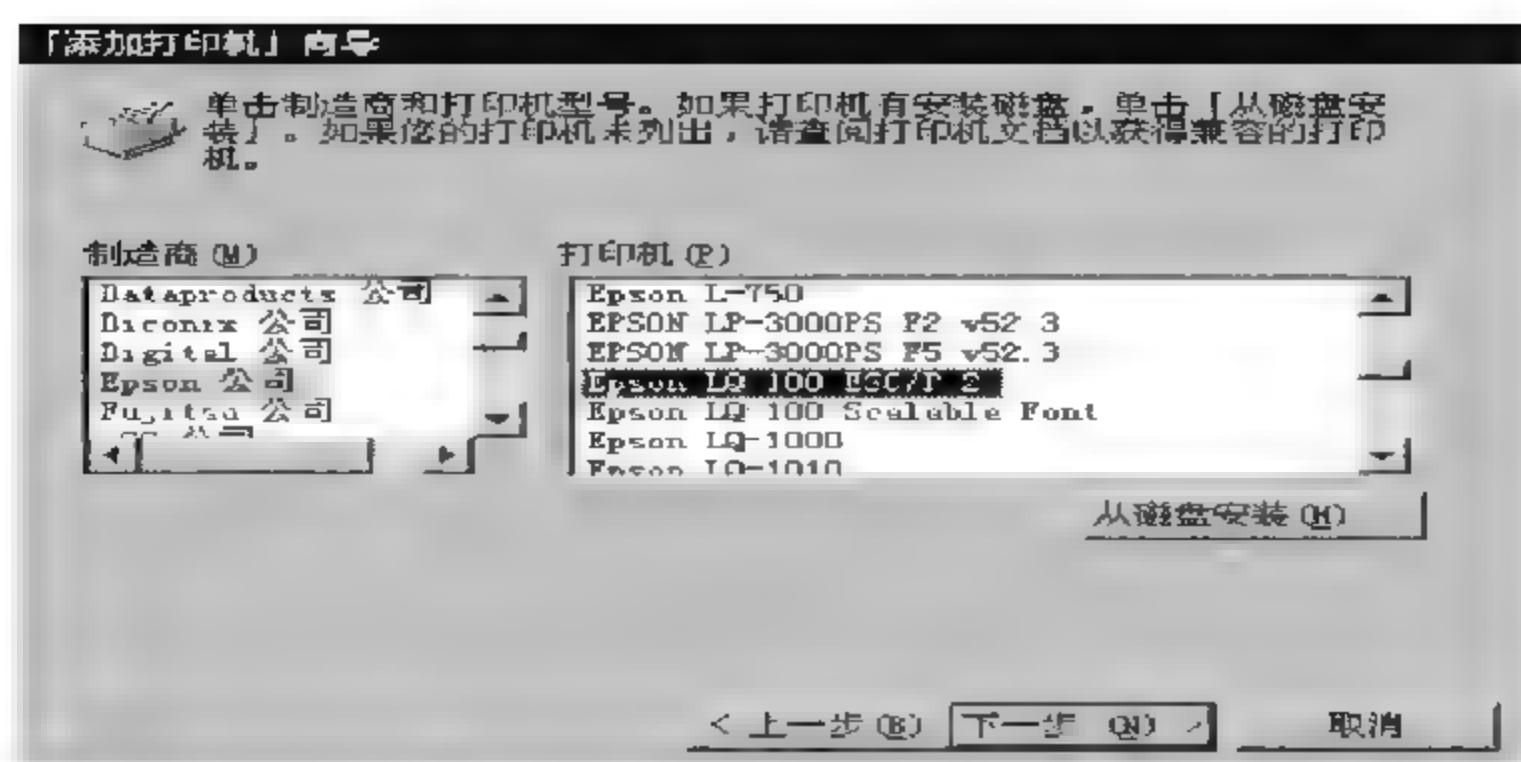 「添加打印机」向导
单击制造商和打印机型号。如果打印机有安装磁盘，单击「从磁盘安
装」。如果您的打印机未列出，请查阅打印机文档以获得兼容的打印
机。
制造商(M)
打印机(P)
Dataproducts 公司
Diconix 公司
Digital 公司
Epson 公司
Fujitsu 公司
公司
Epson L-750
EPSON LP-3000PS F2 v52.3
EPSON LP-3000PS F5 v52.3
Epson LQ 100 ESC/P 2
Epson LQ 100 Scalable Font
Epson LQ-1000
Epson LQ-1010
从磁盘安装(H)
< 上一步(B)
下一步 (N) >
取消